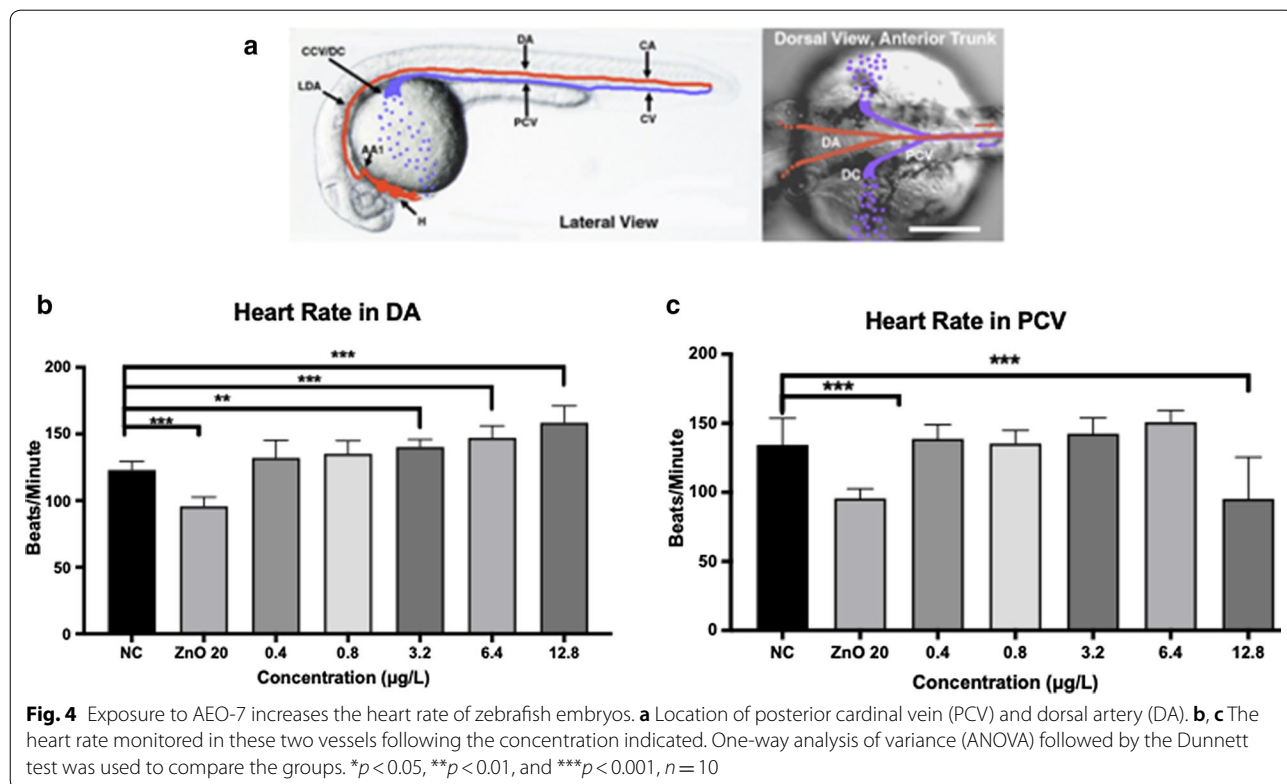 a
CCV/DC
DA
CA
LDA
AA1
PCV
CV
H
Lateral View
Dorsal View, Anterior Trunk
DA
PCV
DC
b
Heart Rate in DA
***
***
**
***
200
150
100
50
0
Beats/Minute
NC ZnO 20 0.4 0.8 3.2 6.4 12.8
Concentration (µg/L)
c
Heart Rate in PCV
***
***
200
150
100
50
0
Beats/Minute
NC ZnO 20 0.4 0.8 3.2 6.4 12.8
Concentration (µg/L)
Fig. 4 Exposure to AEO-7 increases the heart rate of zebrafish embryos. a Location of posterior cardinal vein (PCV) and dorsal artery (DA). b, c The
heart rate monitored in these two vessels following the concentration indicated. One-way analysis of variance (ANOVA) followed by the Dunnett
test was used to compare the groups. *p < 0.05, **p < 0.01, and ***p < 0.001, n = 10